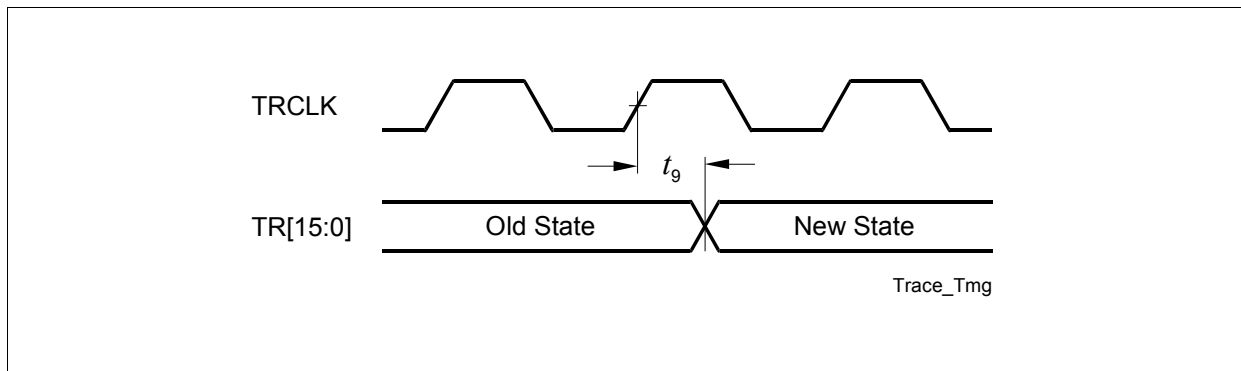 TRCLK
t9
TR[15:0]
Old State
New State
Trace_Tmg